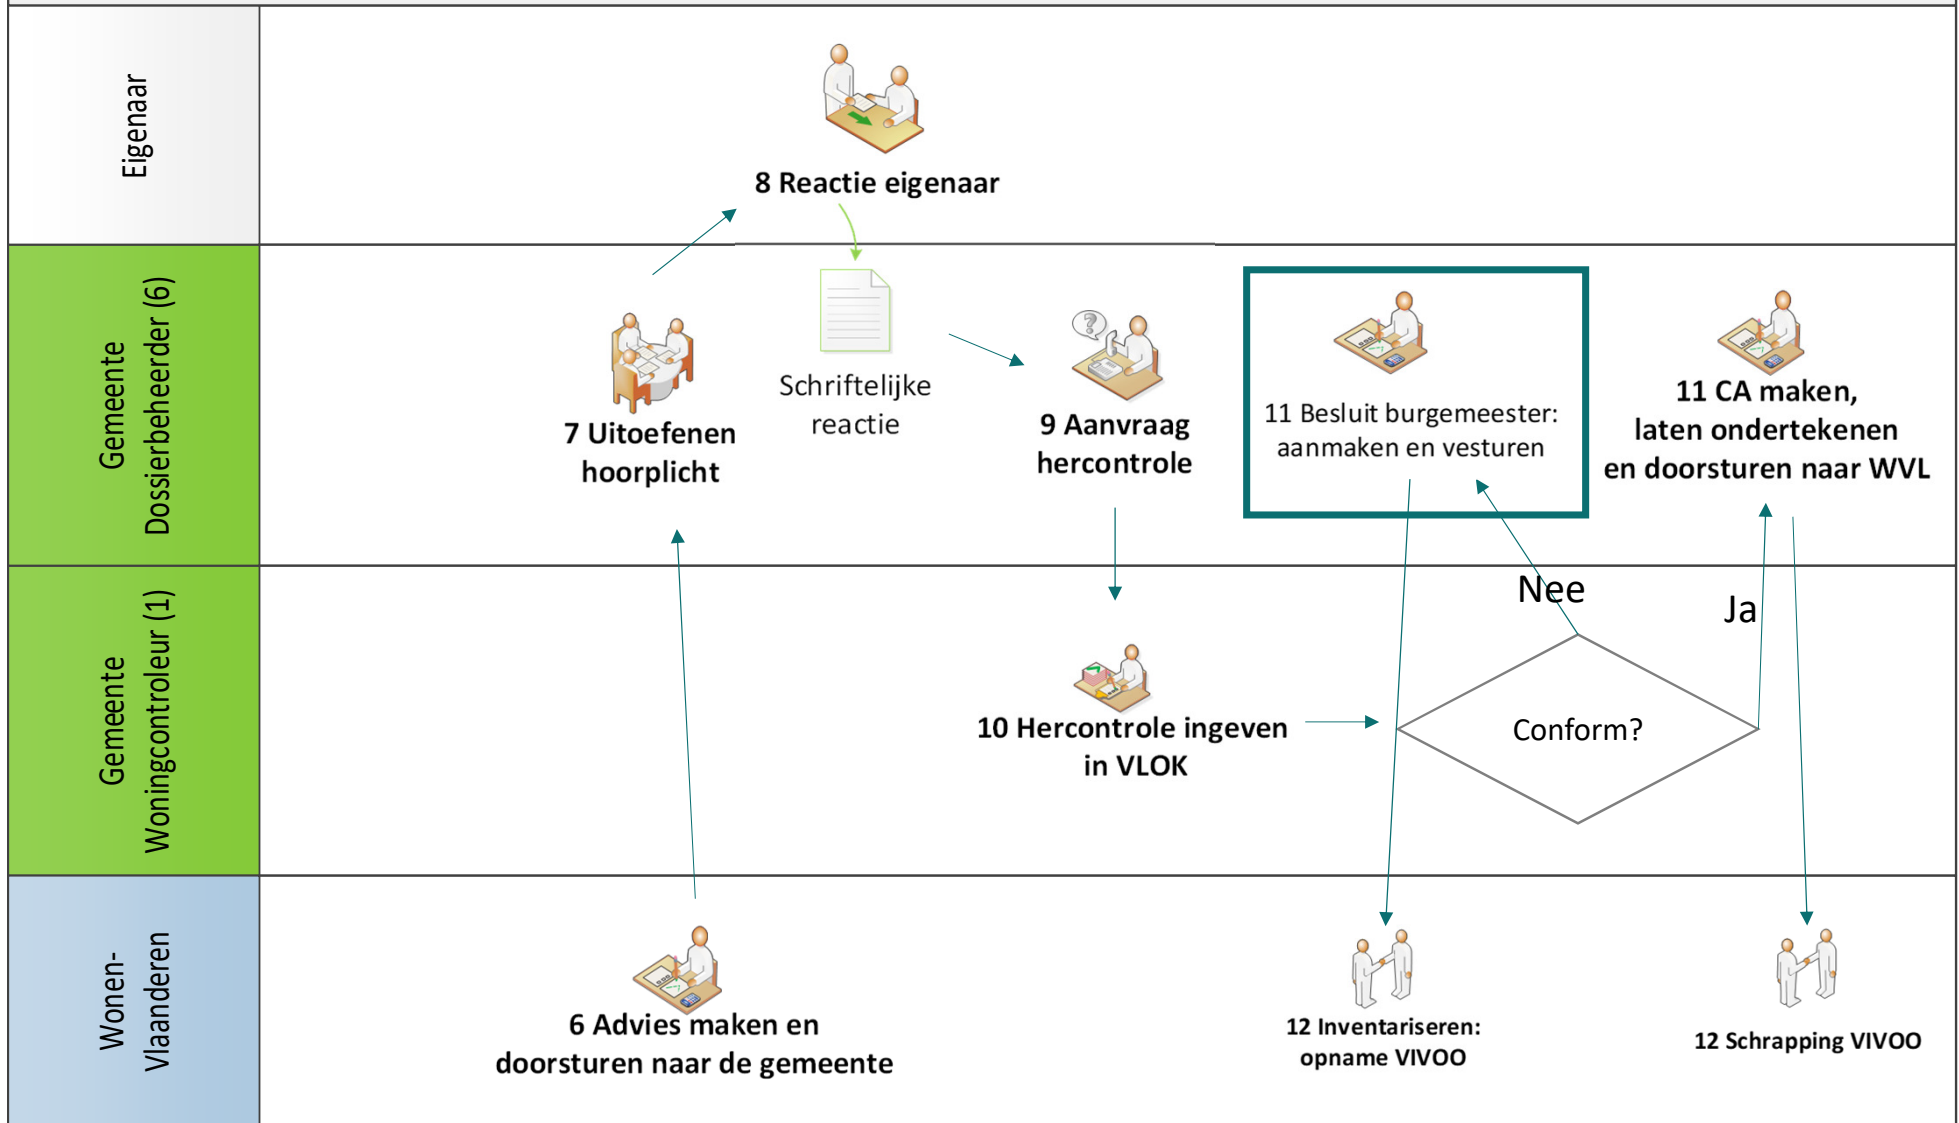 Eigenaar
8 Reactie eigenaar
Gemeente
Dossierbeheerder (6)
7 Uitoefenen
hoorplicht
Schriftelijke
reactie
9 Aanvraag
hercontrole
11 Besluit burgemeester:
aanmaken en vesturen
11 CA maken,
laten ondertekenen
en doorsturen naar WVL
Gemeente
Woningcontroleur (1)
10 Hercontrole ingeven
in VLOK
Conform?
Nee
Ja
Wonen-
Vlaanderen
6 Advies maken en
doorsturen naar de gemeente
12 Inventariseren:
opname VIVOO
12 Schrapping VIVOO